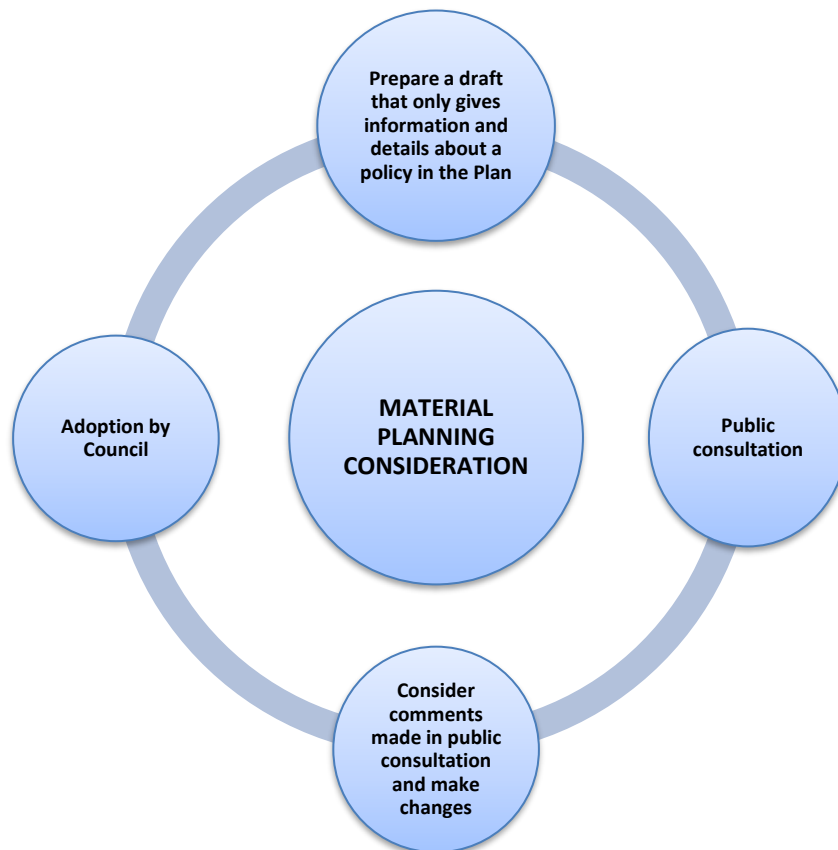 Prepare a draft
that only gives
information and
details about a
policy in the Plan
Adoption by
Council
MATERIAL
PLANNING
CONSIDERATION
Public
consultation
Consider
comments
made in public
consultation
and make
changes